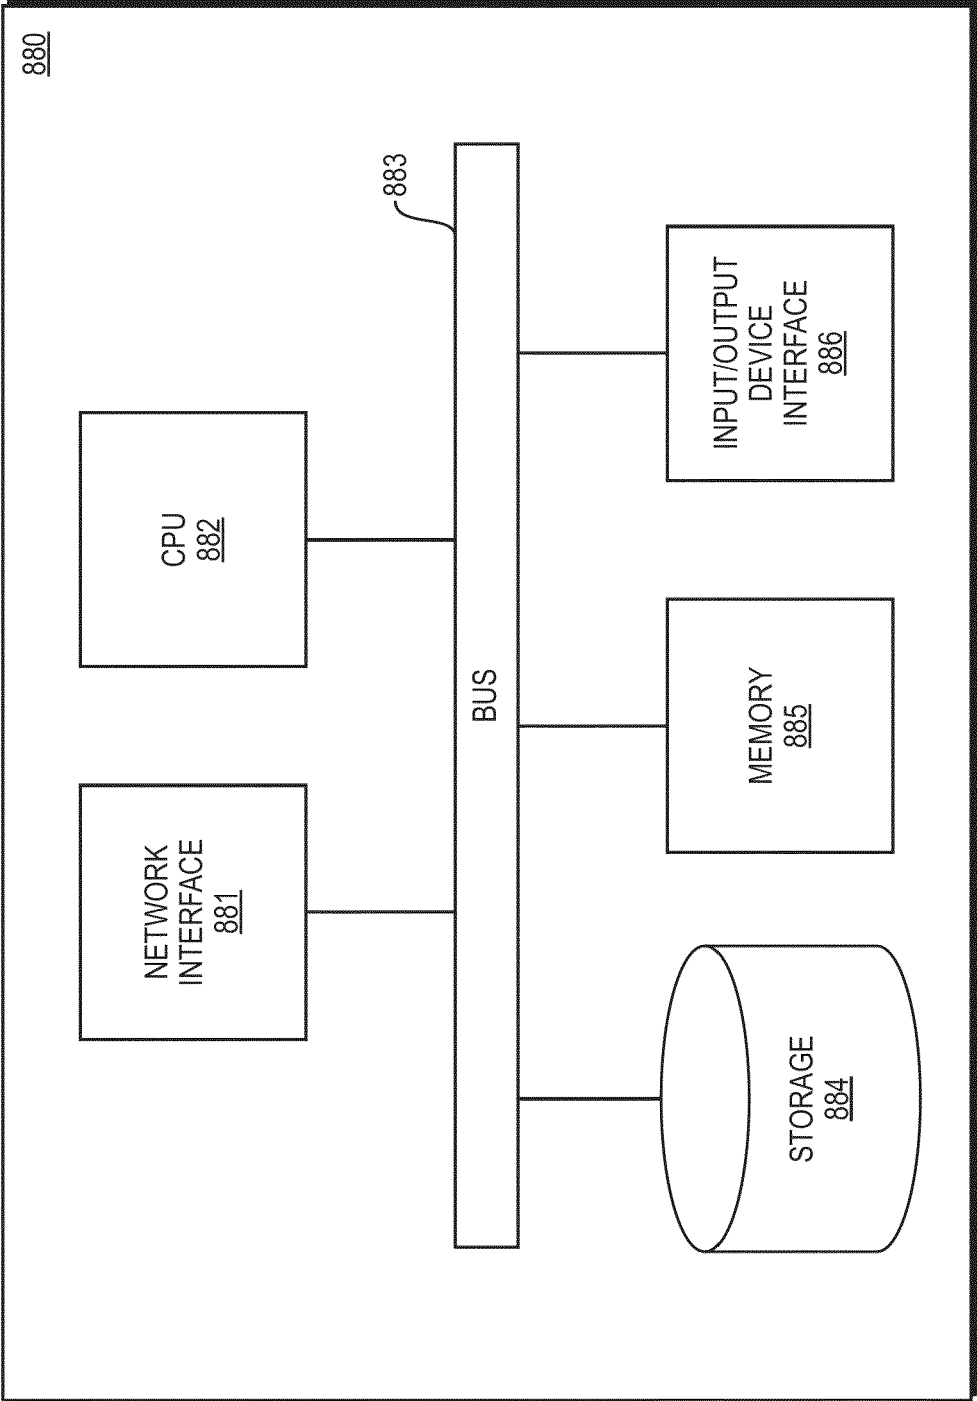 880
NETWORK
INTERFACE
881
CPU
882
883
BUS
STORAGE
884
MEMORY
885
INPUT/OUTPUT
DEVICE
INTERFACE
886